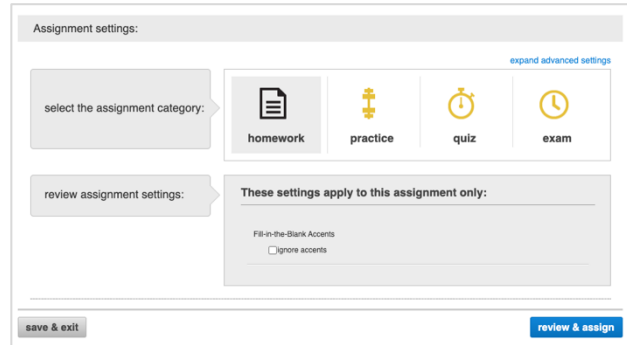 Assignment settings:
expand advanced settings
select the assignment category:
homework practice quiz exam
review assignment settings:
These settings apply to this assignment only:
Fill-in-the-Blank Accents
ignore accents
save & exit
review & assign